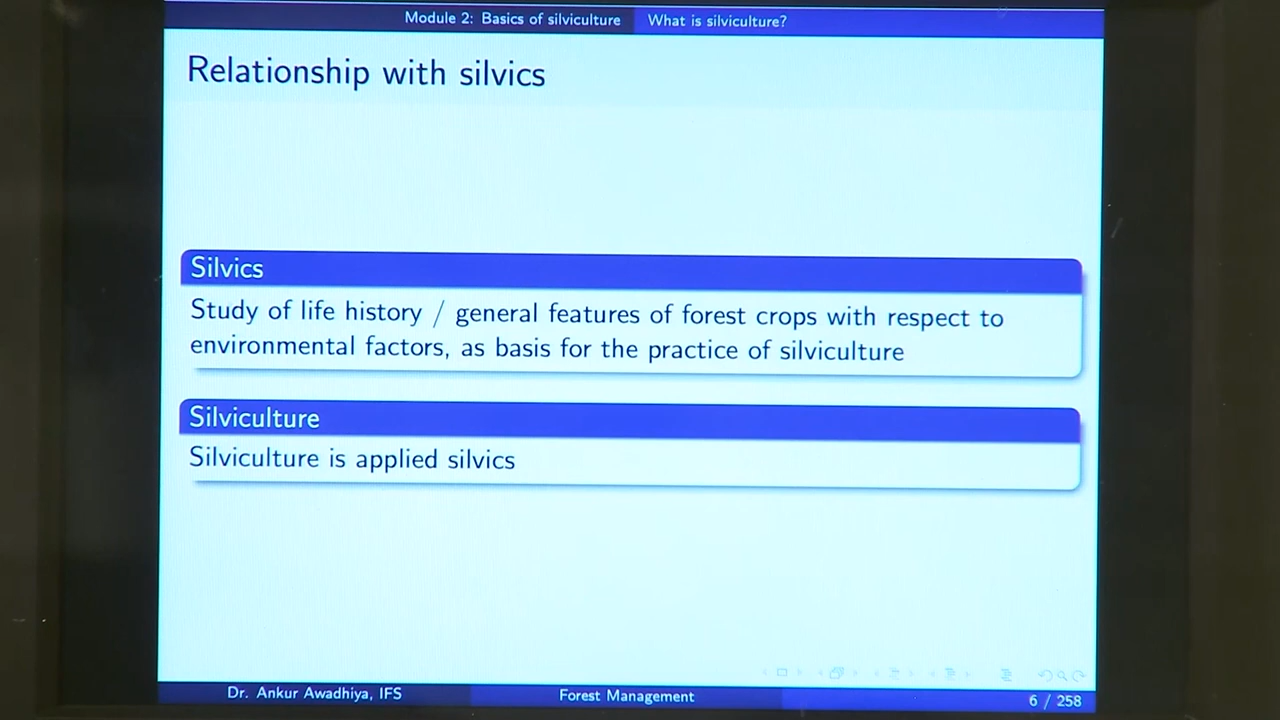 Module 2: Basics of silviculture What is silviculture?
Relationship with silvics
Silvics
Study of life history / general features of forest crops with respect to
environmental factors, as basis for the practice of silviculture
Silviculture
Silviculture is applied silvics
Dr. Ankur Awadhiya, IFS Forest Management 6 / 258